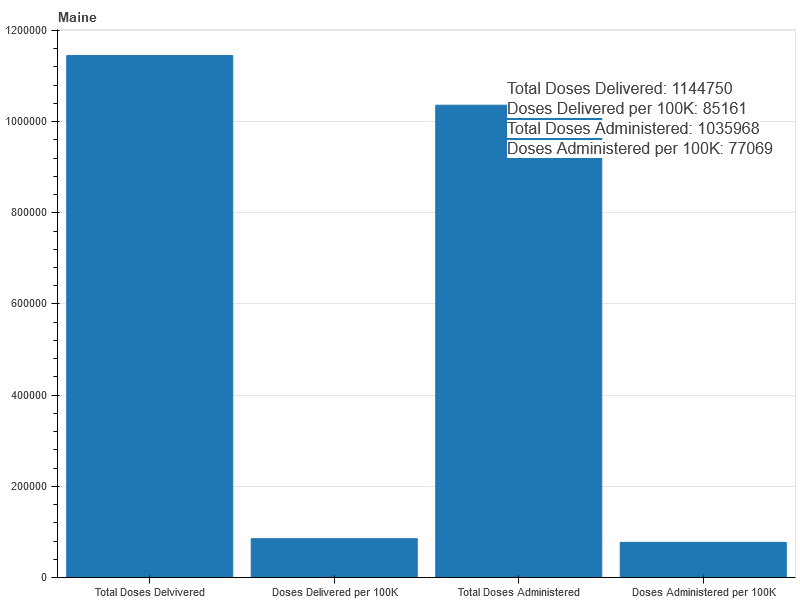 Maine
1200000
1000000
800000
600000
400000
200000
0
Total Doses Delivered: 1144750
Doses Delivered per 100K: 85161
Total Doses Administered: 1035968
Doses Administered per 100K: 77069
Total Doses Delvivered
Doses Delivered per 100K
Total Doses Administered
Doses Administered per 100K